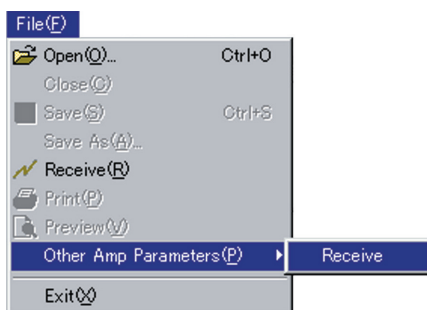 File(F)
Open(O)... Ctrl+O
Close(C)
Save(S) Ctrl+S
Save As(A)...
Receive(R)
Print(P)
Preview(V)
Other Amp Parameters(P) Receive
Exit(X)